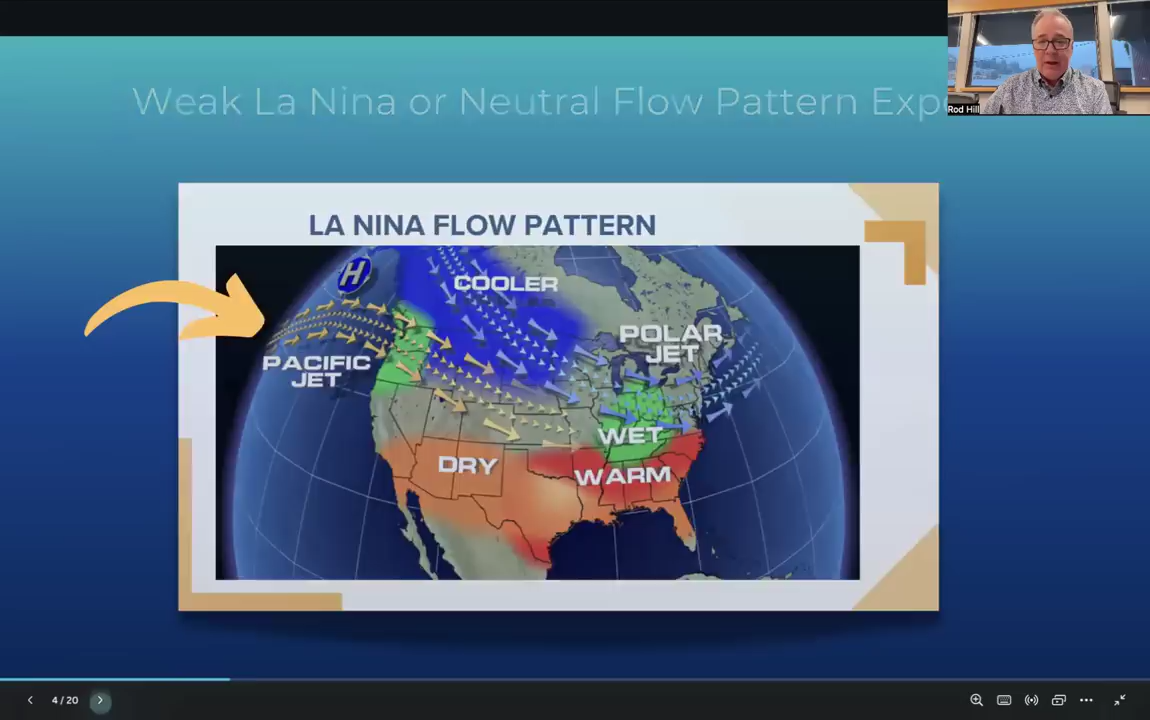 Weak La Nina or Neutral Flow Pattern
Rod Hill
LA NINA FLOW PATTERN
H
COOLER
POLAR
JET
PACIFIC
JET
WET
DRY
WARM
4 / 20